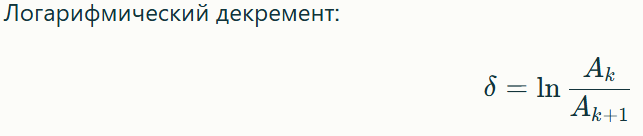 Логарифмический декремент:
δ = ln A_k / A_{k+1}